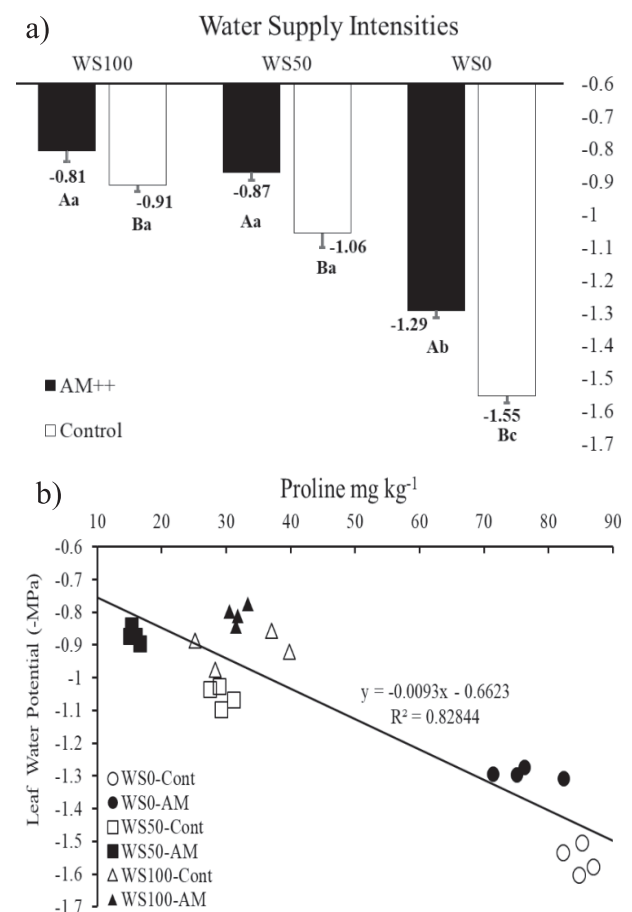 a) Water Supply Intensities
WS100 WS50 WS0
-0.6
-0.7
-0.8
-0.9
-1
-1.1
-1.2
-1.3
-1.4
-1.5
-1.6
-1.7
-0.81
Aa
-0.91
Ba
-0.87
Aa
-1.06
Ba
-1.29
Ab
-1.55
Bc
AM++
Control
b) Proline mg kg-1
10 20 30 40 50 60 70 80 90
-0.6
-0.7
-0.8
-0.9
-1
-1.1
-1.2
-1.3
-1.4
-1.5
-1.6
-1.7
Leaf Water Potential (-MPa)
y = -0.0093x - 0.6623
R² = 0.82844
WS0-Cont
WS0-AM
WS50-Cont
WS50-AM
WS100-Cont
WS100-AM